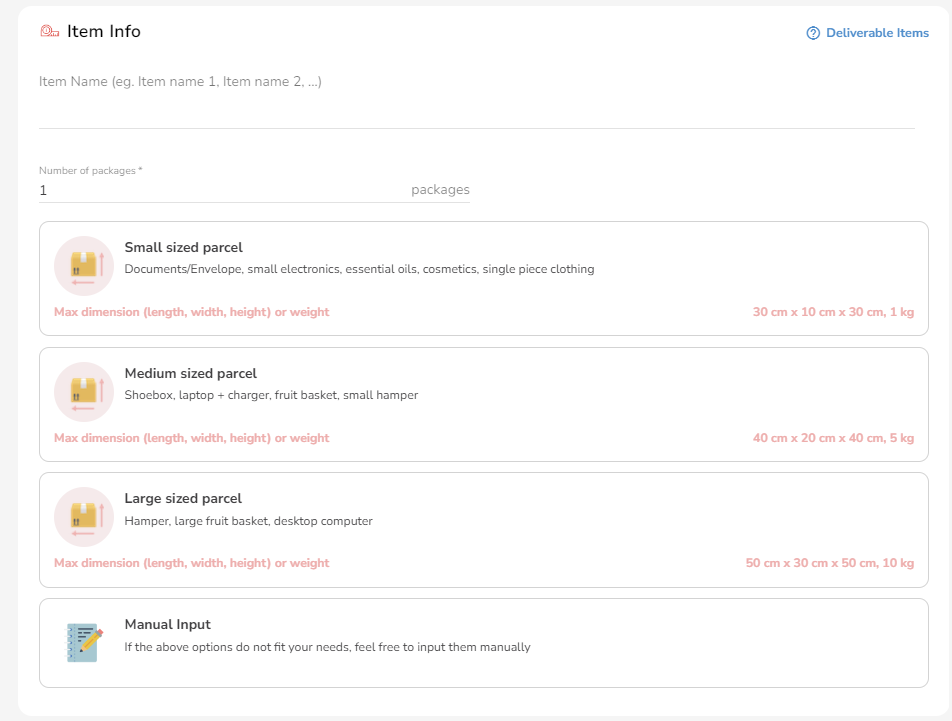 Item Info
Deliverable Items
Item Name (eg. Item name 1, Item name 2, ...)
Number of packages *
1 packages
Small sized parcel
Documents/Envelope, small electronics, essential oils, cosmetics, single piece clothing
Max dimension (length, width, height) or weight 30 cm x 10 cm x 30 cm, 1 kg
Medium sized parcel
Shoebox, laptop + charger, fruit basket, small hamper
Max dimension (length, width, height) or weight 40 cm x 20 cm x 40 cm, 5 kg
Large sized parcel
Hamper, large fruit basket, desktop computer
Max dimension (length, width, height) or weight 50 cm x 30 cm x 50 cm, 10 kg
Manual Input
If the above options do not fit your needs, feel free to input them manually